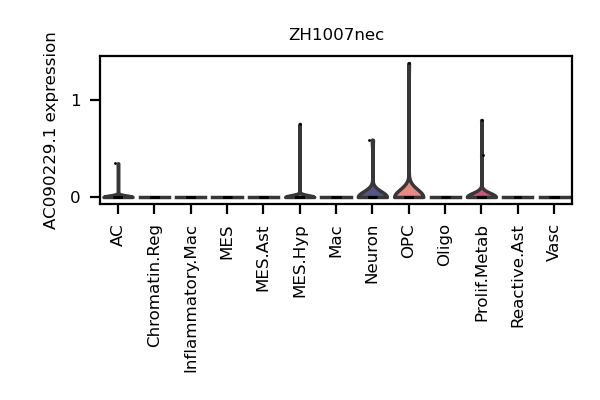 ZH1007nec
AC090229.1 expression
1
0
AC
Chromatin.Reg
Inflammatory.Mac
MES
MES.Ast
MES.Hyp
Mac
Neuron
OPC
Oligo
Prolif.Metab
Reactive.Ast
Vasc